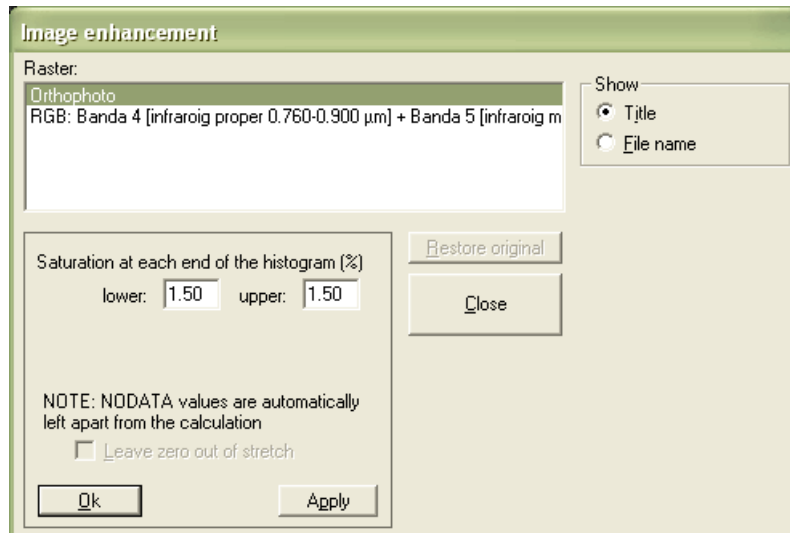 Image enhancement
Raster:
Orthophoto
RGB: Banda 4 [infraroig proper 0.760-0.900 µm] + Banda 5 [infraroig m
Show
Title
File name
Saturation at each end of the histogram (%)
lower: 1.50 upper: 1.50
Restore original
Close
NOTE: NODATA values are automatically
left apart from the calculation
Leave zero out of stretch
Ok Apply